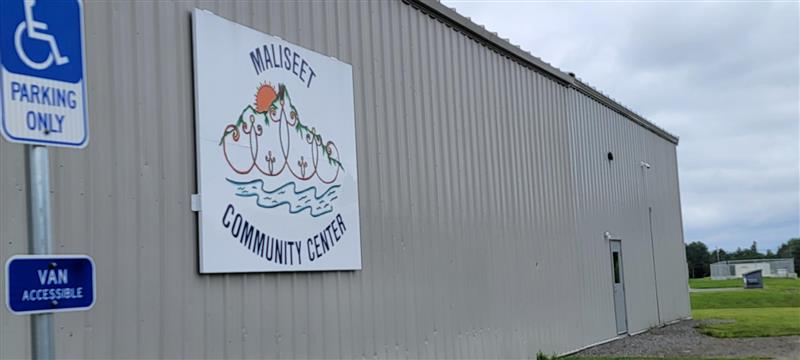 PARKING
ONLY
VAN
ACCESSIBLE
MALISEET
COMMUNITY CENTER